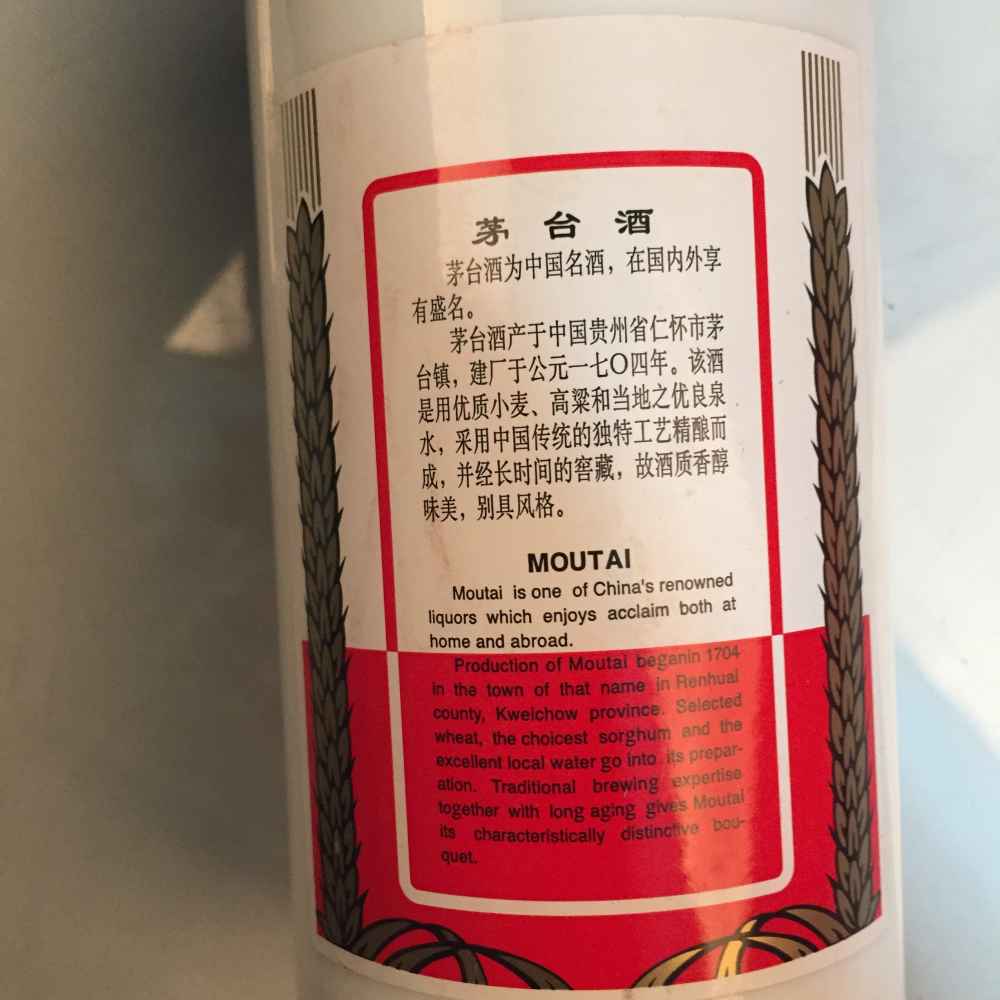 茅台酒
茅台酒为中国名酒，在国内外享
有盛名。
茅台酒产于中国贵州省仁怀市茅
台镇，建厂于公元一七〇四年。该酒
是用优质小麦、高粱和当地之优良泉
水，采用中国传统的独特工艺精酿而
成，并经长时间的窖藏，故酒质香醇
味美，别具风格。
MOUTAI
Moutai is one of China's renowned
liquors which enjoys acclaim both at
home and abroad.
Production of Moutai beganin 1704
in the town of that name in Renhuai
county, Kweichow province. Selected
wheat, the choicest sorghum and the
excellent local water go into its prepar-
ation. Traditional brewing expertise
together with long aging gives Moutai
its characteristically distinctive bou-
quet.